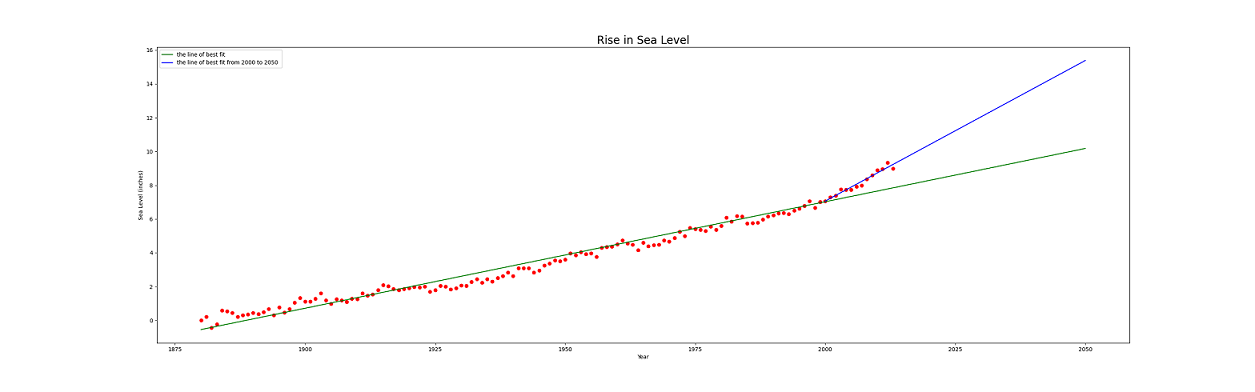 Rise in Sea Level
the line of best fit
the line of best fit from 2000 to 2050
16
14
12
10
8
6
4
2
0
Sea Level (inches)
1875 1900 1925 1950 1975 2000 2025 2050
Year